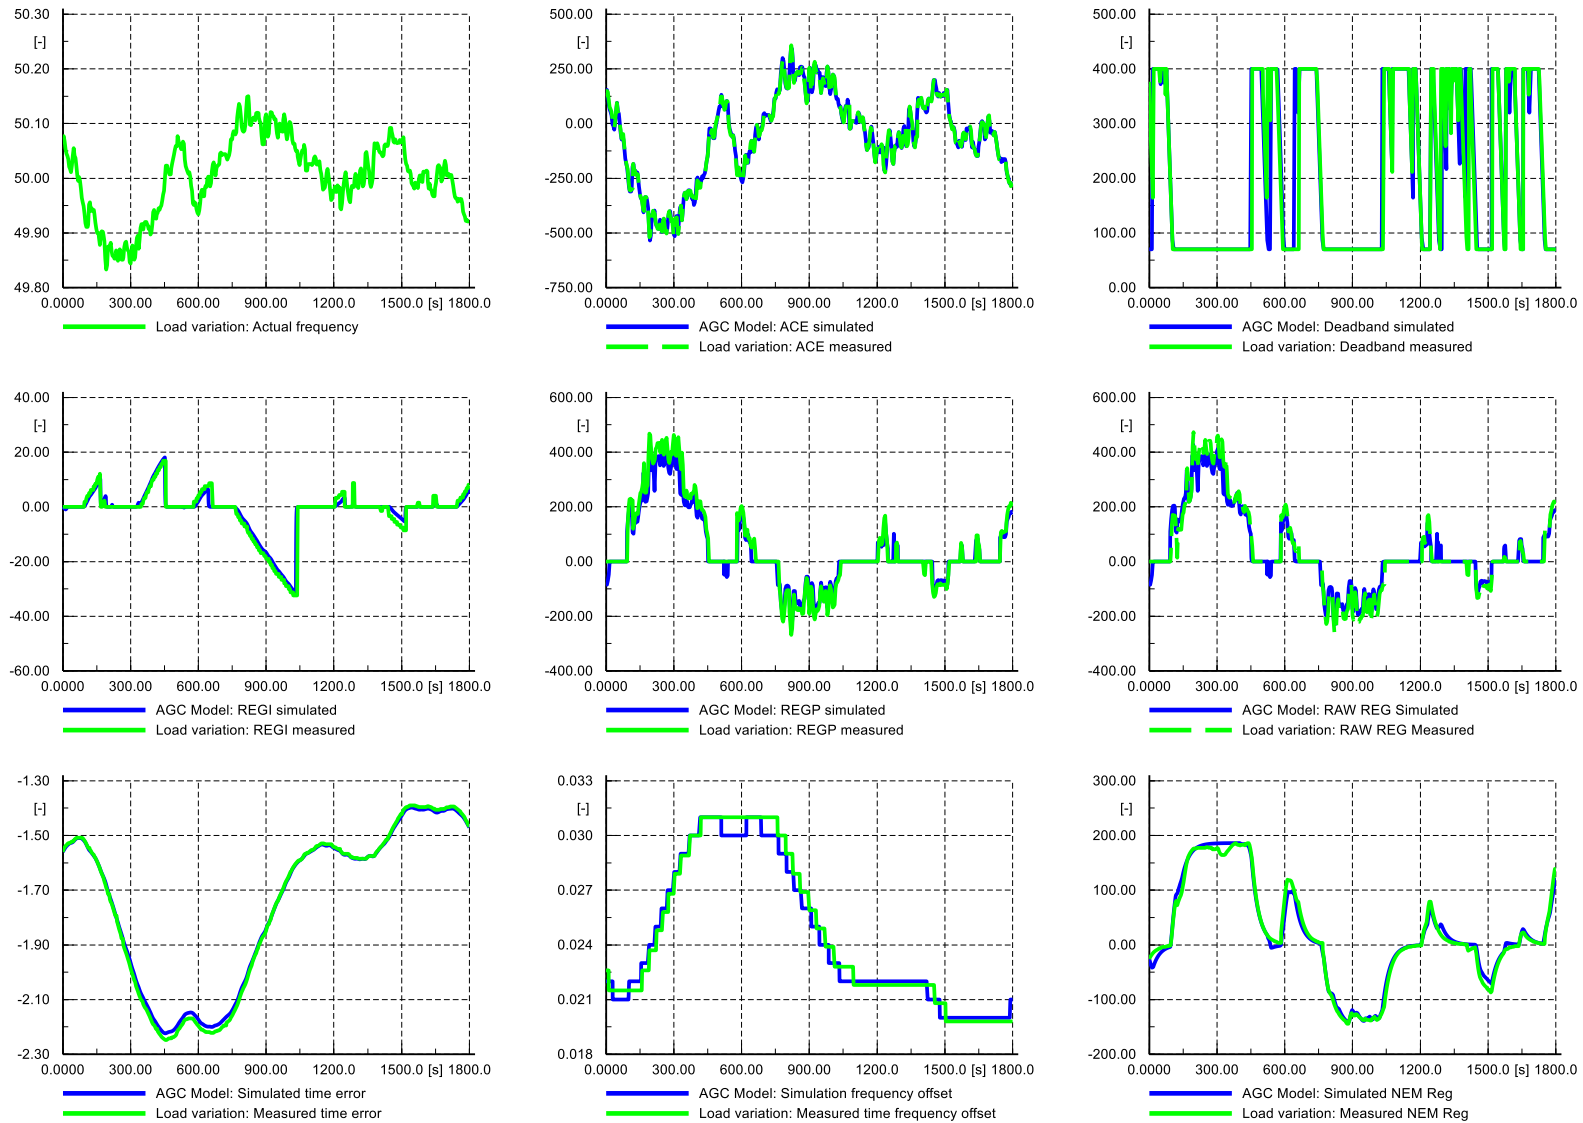 50.30
[-]
50.20
50.10
50.00
49.90
49.80
0.0000 300.00 600.00 900.00 1200.0 1500.0 [s] 1800.0
Load variation: Actual frequency
500.00
[-]
250.00
0.00
-250.00
-500.00
-750.00
0.0000 300.00 600.00 900.00 1200.0 1500.0 [s] 1800.0
AGC Model: ACE simulated
Load variation: ACE measured
500.00
[-]
400.00
300.00
200.00
100.00
0.00
0.0000 300.00 600.00 900.00 1200.0 1500.0 [s] 1800.0
AGC Model: Deadband simulated
Load variation: Deadband measured
40.00
[-]
20.00
0.00
-20.00
-40.00
-60.00
0.0000 300.00 600.00 900.00 1200.0 1500.0 [s] 1800.0
AGC Model: REGI simulated
Load variation: REGI measured
600.00
[-]
400.00
200.00
0.00
-200.00
-400.00
0.0000 300.00 600.00 900.00 1200.0 1500.0 [s] 1800.0
AGC Model: REGP simulated
Load variation: REGP measured
600.00
[-]
400.00
200.00
0.00
-200.00
-400.00
0.0000 300.00 600.00 900.00 1200.0 1500.0 [s] 1800.0
AGC Model: RAW REG Simulated
Load variation: RAW REG Measured
-1.30
[-]
-1.50
-1.70
-1.90
-2.10
-2.30
0.0000 300.00 600.00 900.00 1200.0 1500.0 [s] 1800.0
AGC Model: Simulated time error
Load variation: Measured time error
0.033
[-]
0.030
0.027
0.024
0.021
0.018
0.0000 300.00 600.00 900.00 1200.0 1500.0 [s] 1800.0
AGC Model: Simulation frequency offset
Load variation: Measured time frequency offset
300.00
[-]
200.00
100.00
0.00
-100.00
-200.00
0.0000 300.00 600.00 900.00 1200.0 1500.0 [s] 1800.0
AGC Model: Simulated NEM Reg
Load variation: Measured NEM Reg